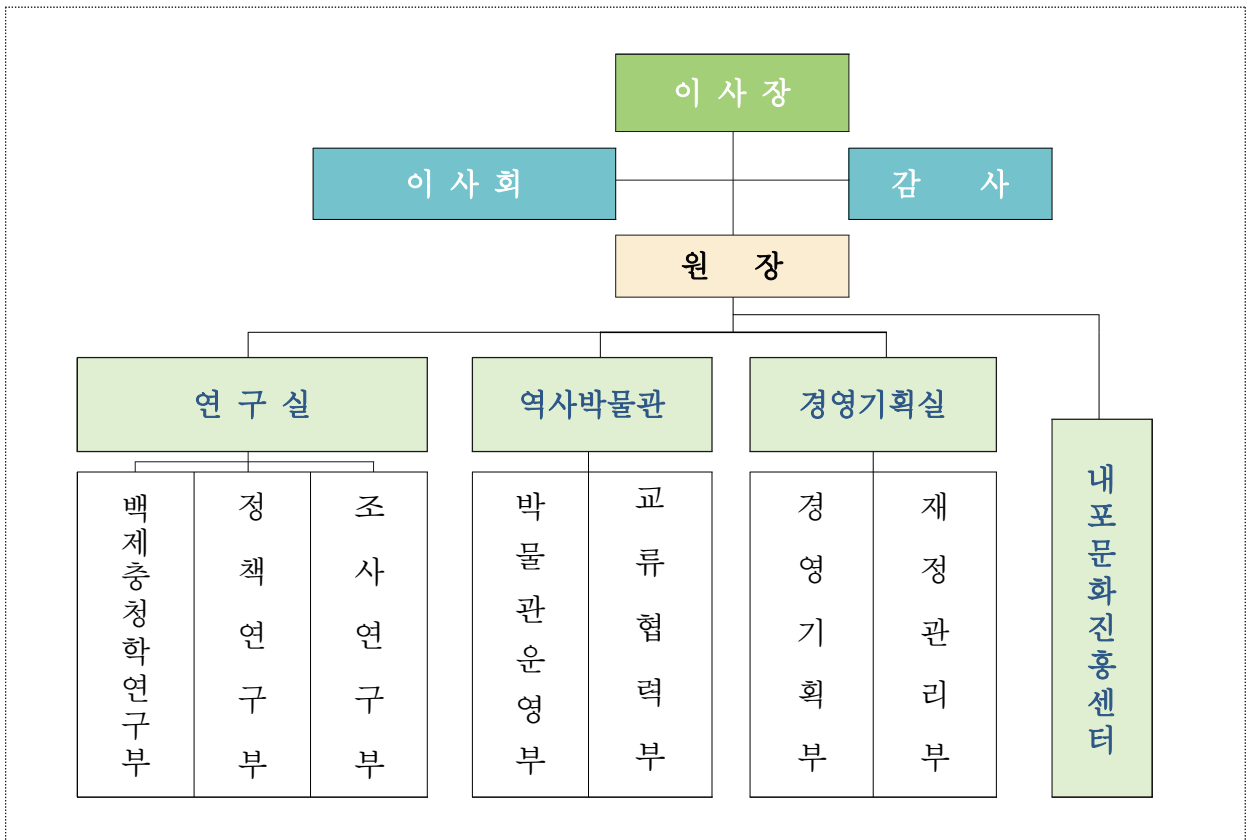 이 사 장
이 사 회
감 사
원 장
연 구 실
역사박물관
경영기획실
내포문화진흥센터
백제충청학연구부
정책연구부
조사연구부
박물관운영부
교류협력부
경영기획부
재정관리부